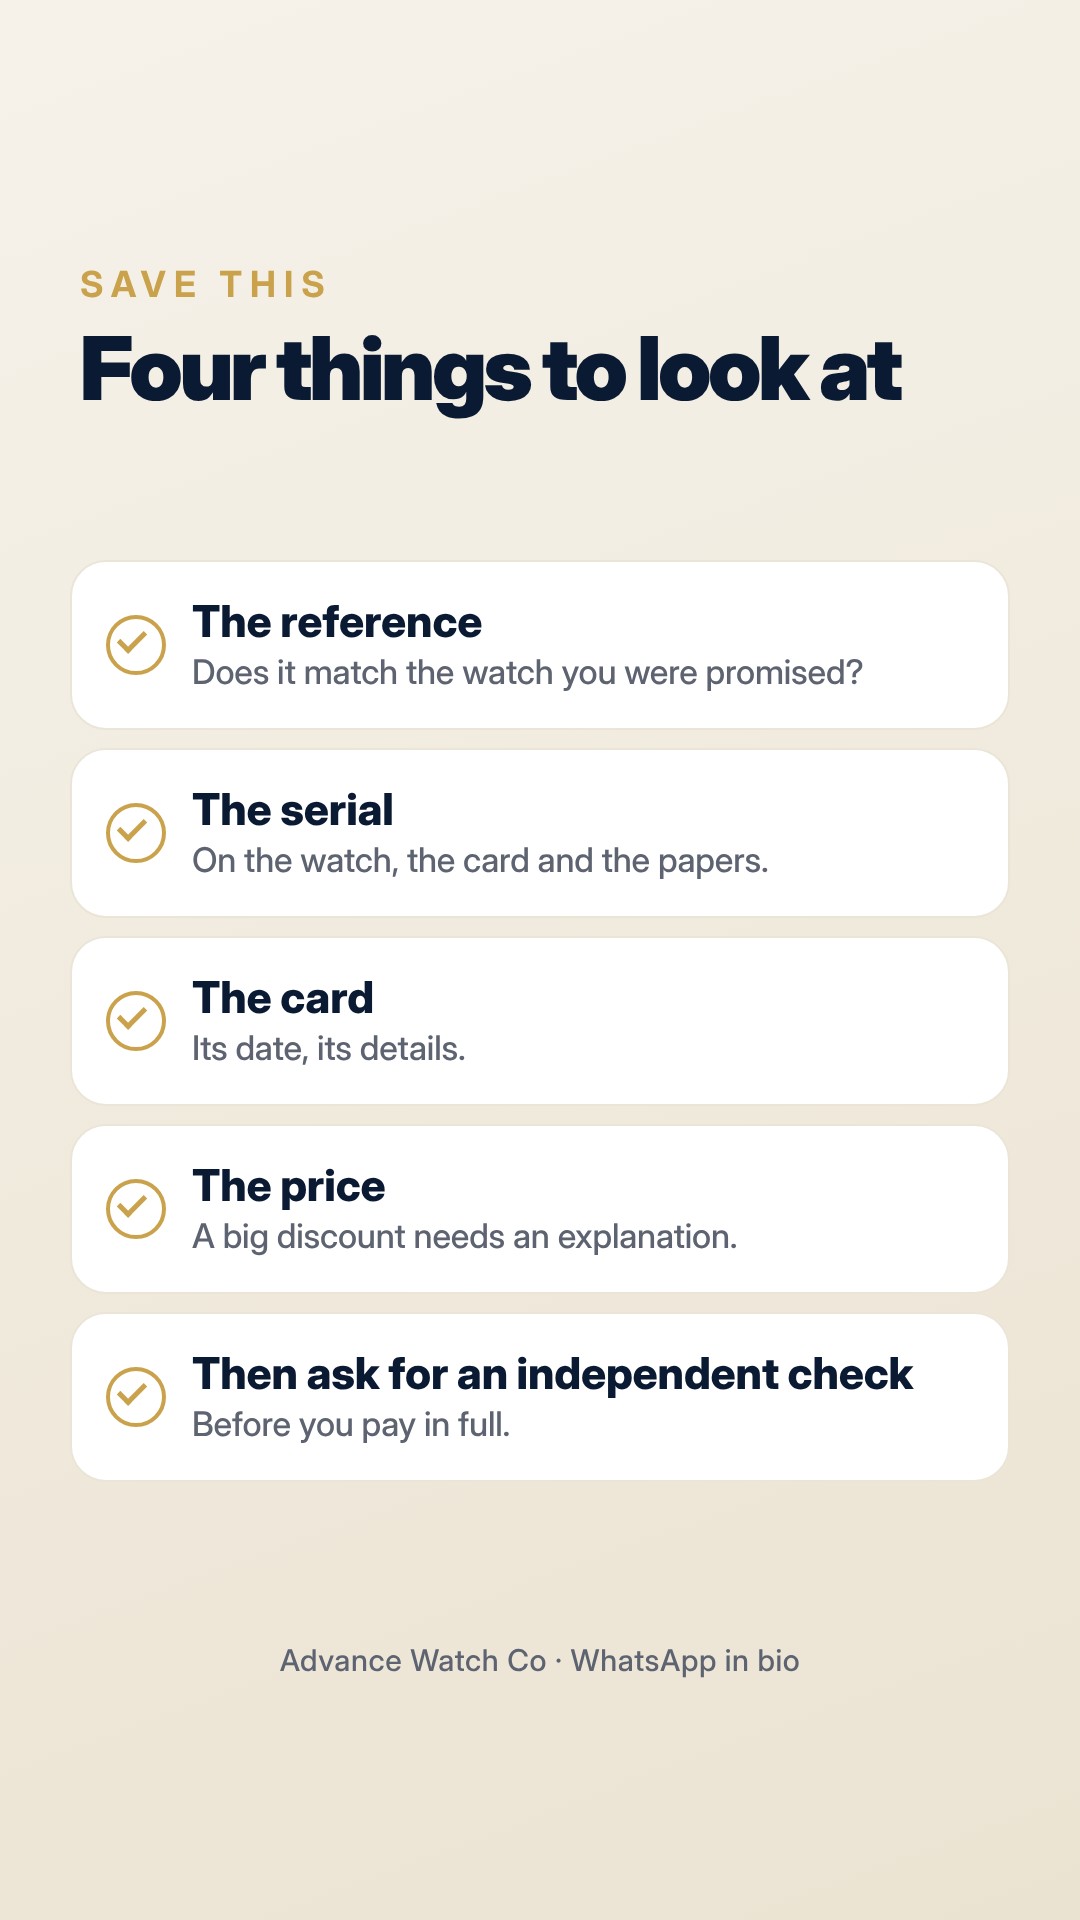 SAVE THIS
Four things to look at
The reference
Does it match the watch you were promised?
The serial
On the watch, the card and the papers.
The card
Its date, its details.
The price
A big discount needs an explanation.
Then ask for an independent check
Before you pay in full.
Advance Watch Co · WhatsApp in bio